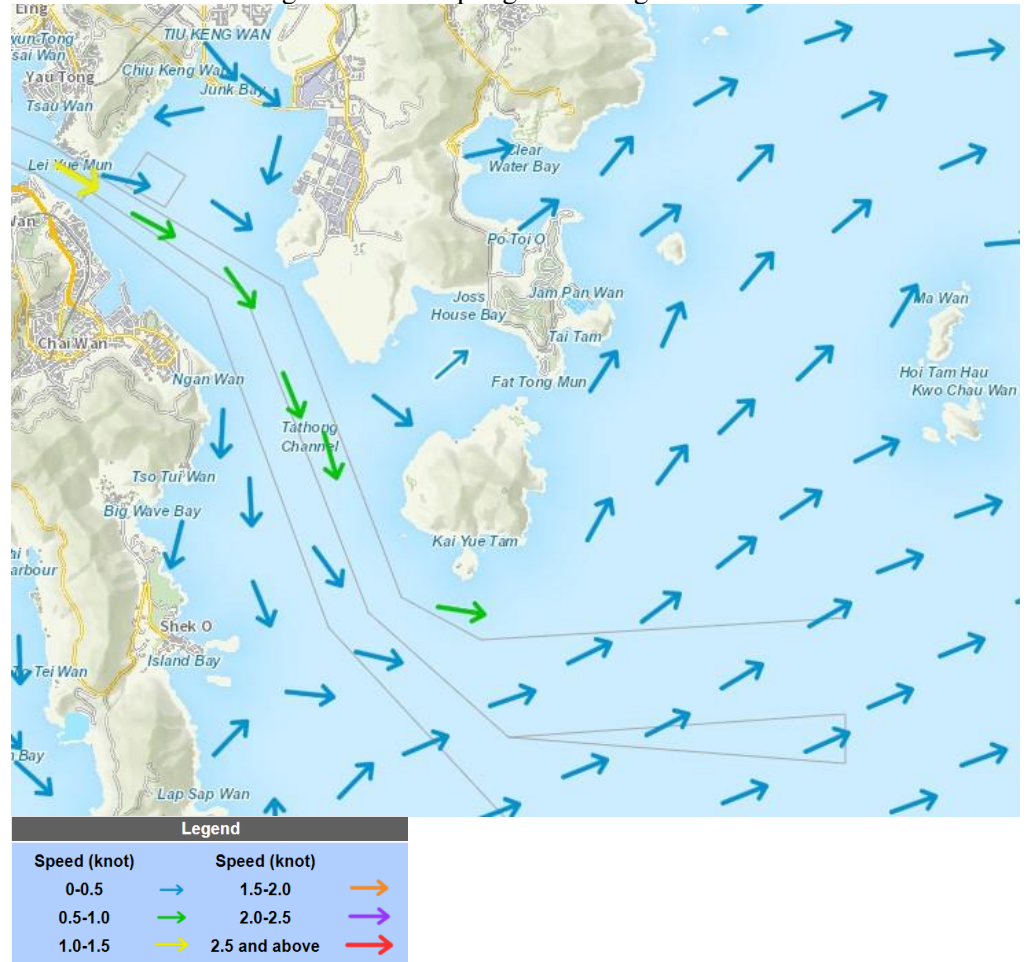 TIU KENG WAN
sai Wan
Chiu Keng Wan
Yau Tong
Junk Bay
Tsau Wan
Clear
Water Bay
Lei Yue Mun
Po Toi O
Joss
House Bay
Jam Pan Wan
Ma Wan
Tai Tam
Chai Wan
Ngan Wan
Fat Tong Mun
Hoi Tam Hau
Kwo Chau Wan
Tathong
Channel
Tso Tui Wan
Big Wave Bay
Kai Yue Tam
arbour
Shek O
Island Bay
Tei Wan
Bay
Lap Sap Wan
Legend
Speed (knot) Speed (knot)
0-0.5 1.5-2.0
0.5-1.0 2.0-2.5
1.0-1.5 2.5 and above